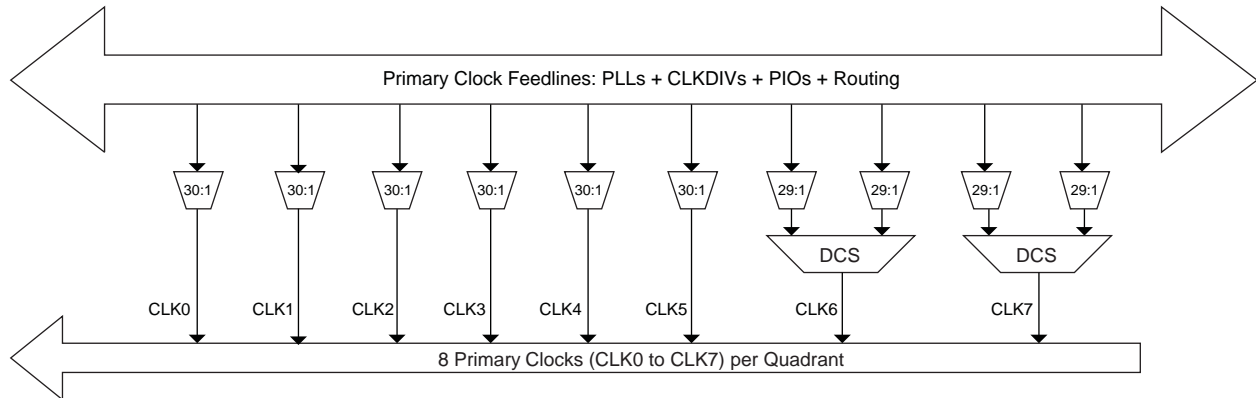 Primary Clock Feedlines: PLLs + CLKDIVs + PIOs + Routing
30:1
30:1
30:1
30:1
30:1
30:1
29:1
29:1
29:1
29:1
DCS
DCS
CLK0
CLK1
CLK2
CLK3
CLK4
CLK5
CLK6
CLK7
8 Primary Clocks (CLK0 to CLK7) per Quadrant